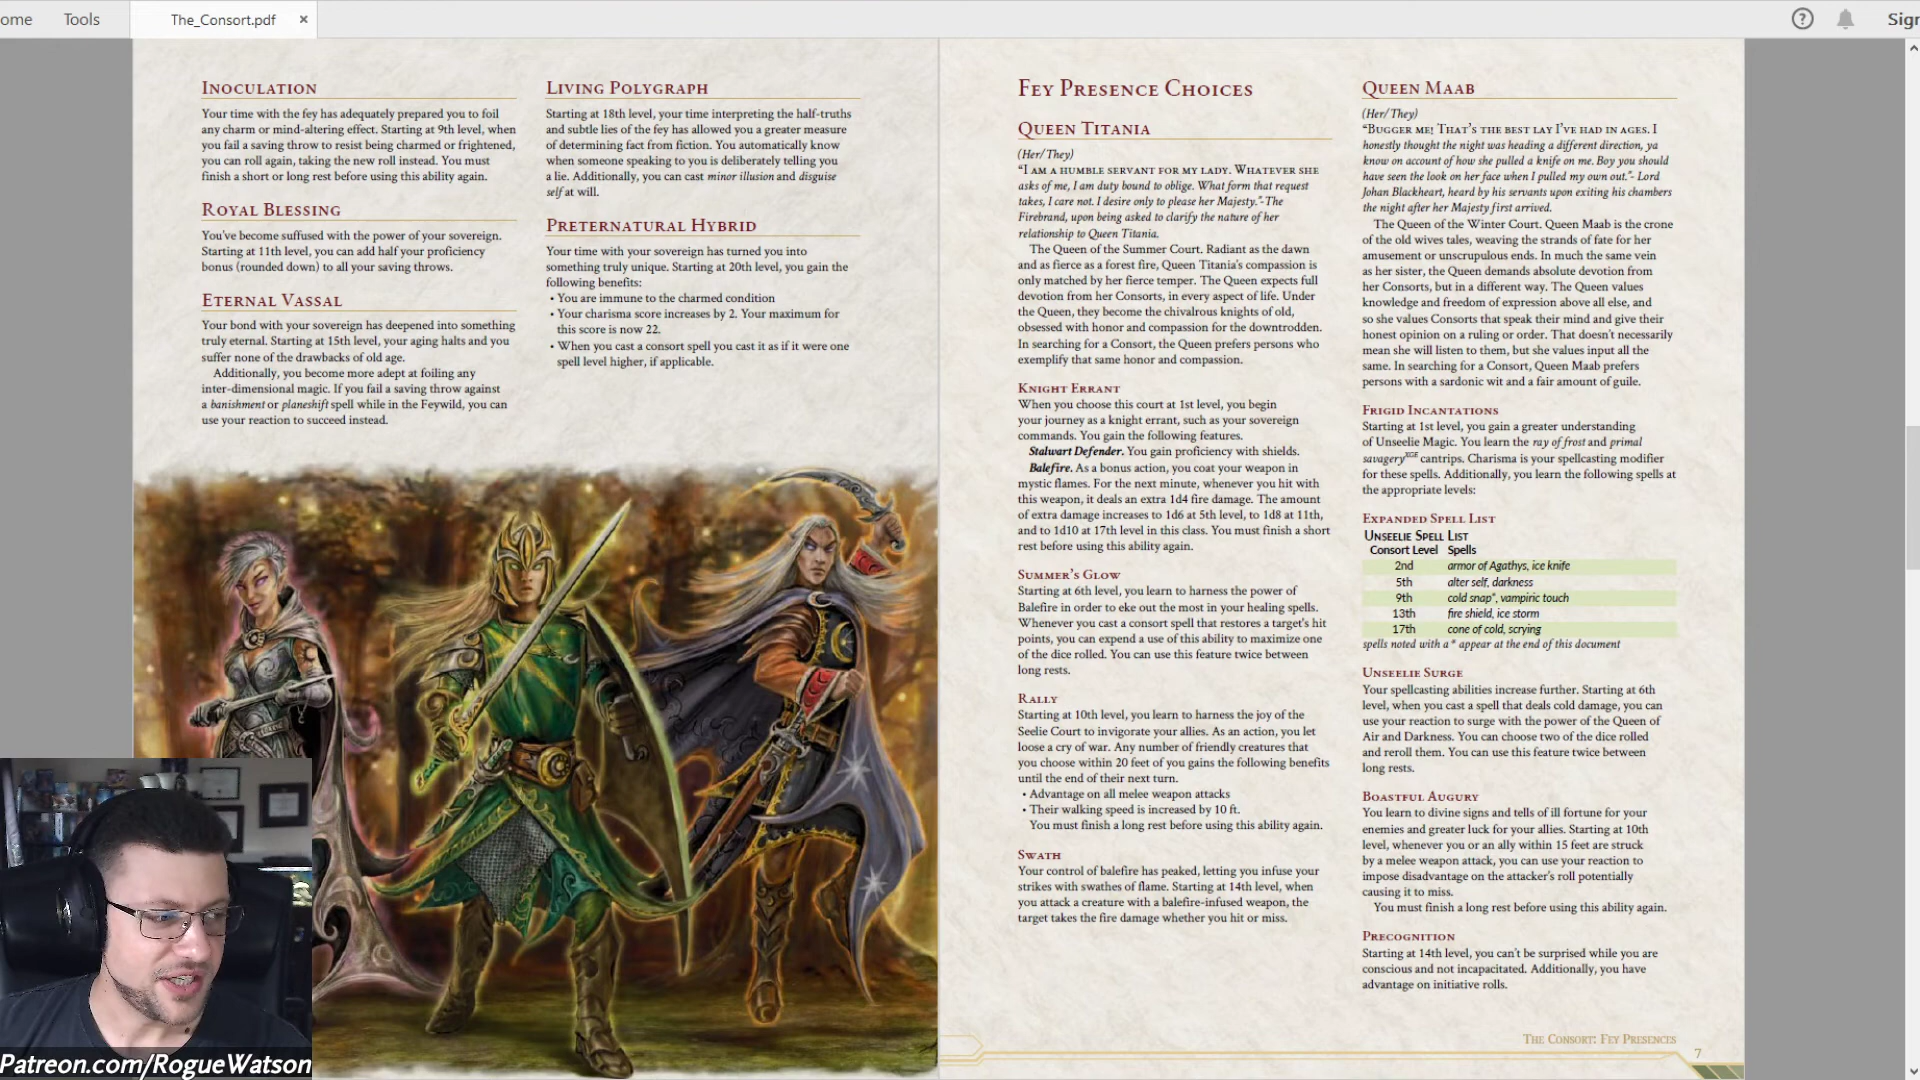 ome Tools The_Consort.pdf × ? Sign
Inoculation
Your time with the fey has adequately prepared you to foil
any charm or mind-altering effect. Starting at 9th level, when
you fail a saving throw to resist being charmed or frightened,
you can roll again, taking the new roll instead. You must
finish a short or long rest before using this ability again.
Royal Blessing
You've become suffused with the power of your sovereign.
Starting at 11th level, you can add half your proficiency
bonus (rounded down) to all your saving throws.
Eternal Vassal
Your bond with your sovereign has deepened into something
truly eternal. Starting at 15th level, your aging halts and you
suffer none of the drawbacks of old age.
Additionally, you become more adept at foiling any
inter-dimensional magic. If you fail a saving throw against
a banishment or planeshift spell while in the Feywild, you can
use your reaction to succeed instead.
Living Polygraph
Starting at 18th level, your time interpreting the half-truths
and subtle lies of the fey has allowed you a greater measure
of determining fact from fiction. You automatically know
when someone speaking to you is deliberately telling you
a lie. Additionally, you can cast minor illusion and disguise
self at will.
Preternatural Hybrid
Your time with your sovereign has turned you into
something truly unique. Starting at 20th level, you gain the
following benefits:
• You are immune to the charmed condition
• Your charisma score increases by 2. Your maximum for
this score is now 22.
• When you cast a consort spell you cast it as if it were one
spell level higher, if applicable.
Patreon.com/RogueWatson
Fey Presence Choices
Queen Titania
(Her/They)
"I am a humble servant for my lady. Whatever she
asks of me, I am duty bound to oblige. What form that request
takes, I care not. I desire only to please her Majesty."- The
Firebrand, upon being asked to clarify the nature of her
relationship to Queen Titania.
The Queen of the Summer Court. Radiant as the dawn
and as fierce as a forest fire, Queen Titania's compassion is
only matched by her fierce temper. The Queen expects full
devotion from her Consorts, in every aspect of life. Under
the Queen, they become the chivalrous knights of old,
obsessed with honor and compassion for the downtrodden.
In searching for a Consort, the Queen prefers persons who
exemplify that same honor and compassion.
Knight Errant
When you choose this court at 1st level, you begin
your journey as a knight errant, such as your sovereign
commands. You gain the following features.
Stalwart Defender. You gain proficiency with shields.
Balefire. As a bonus action, you coat your weapon in
mystic flames. For the next minute, whenever you hit with
this weapon, it deals an extra 1d4 fire damage. The amount
of extra damage increases to 1d6 at 5th level, to 1d8 at 11th,
and to 1d10 at 17th level in this class. You must finish a short
rest before using this ability again.
Summer's Glow
Starting at 6th level, you learn to harness the power of
Balefire in order to eke out the most in your healing spells.
Whenever you cast a consort spell that restores a target's hit
points, you can expend a use of this ability to maximize one
of the dice rolled. You can use this feature twice between
long rests.
Rally
Starting at 10th level, you learn to harness the joy of the
Seelie Court to invigorate your allies. As an action, you let
loose a cry of war. Any number of friendly creatures that
you choose within 20 feet of you gains the following benefits
until the end of their next turn.
• Advantage on all melee weapon attacks
• Their walking speed is increased by 10 ft.
You must finish a long rest before using this ability again.
Swath
Your control of balefire has peaked, letting you infuse your
strikes with swathes of flame. Starting at 14th level, when
you attack a creature with a balefire-infused weapon, the
target takes the fire damage whether you hit or miss.
Queen Maab
(Her/They)
"Bugger me! That's the best lay I've had in ages. I
honestly thought the night was heading a different direction, ya
know on account of how she pulled a knife on me. Boy you should
have seen the look on her face when I pulled my own out."- Lord
Johan Blackheart, heard by his servants upon exiting his chambers
the night after her Majesty first arrived.
The Queen of the Winter Court. Queen Maab is the crone
of the old wives tales, weaving the strands of fate for her
amusement or unscrupulous ends. In much the same vein
as her sister, the Queen demands absolute devotion from
her Consorts, but in a different way. The Queen values
knowledge and freedom of expression above all else, and
so she values Consorts that speak their mind and give their
honest opinion on a ruling or order. That doesn't necessarily
mean she will listen to them, but she values input all the
same. In searching for a Consort, Queen Maab prefers
persons with a sardonic wit and a fair amount of guile.
Frigid Incantations
Starting at 1st level, you gain a greater understanding
of Unseelie Magic. You learn the ray of frost and primal
savagery XGE cantrips. Charisma is your spellcasting modifier
for these spells. Additionally, you learn the following spells at
the appropriate levels:
Expanded Spell List
Unseelie Spell List
Consort Level Spells
2nd armor of Agathys, ice knife
5th alter self, darkness
9th cold snap*, vampiric touch
13th fire shield, ice storm
17th cone of cold, scrying
spells noted with a * appear at the end of this document
Unseelie Surge
Your spellcasting abilities increase further. Starting at 6th
level, when you cast a spell that deals cold damage, you can
use your reaction to surge with the power of the Queen of
Air and Darkness. You can choose two of the dice rolled
and reroll them. You can use this feature twice between
long rests.
Boastful Augury
You learn to divine signs and tells of ill fortune for your
enemies and greater luck for your allies. Starting at 10th
level, whenever you or an ally within 15 feet are struck
by a melee weapon attack, you can use your reaction to
impose disadvantage on the attacker's roll potentially
causing it to miss.
You must finish a long rest before using this ability again.
Precognition
Starting at 14th level, you can't be surprised while you are
conscious and not incapacitated. Additionally, you have
advantage on initiative rolls.
The Consort: Fey Presences
7